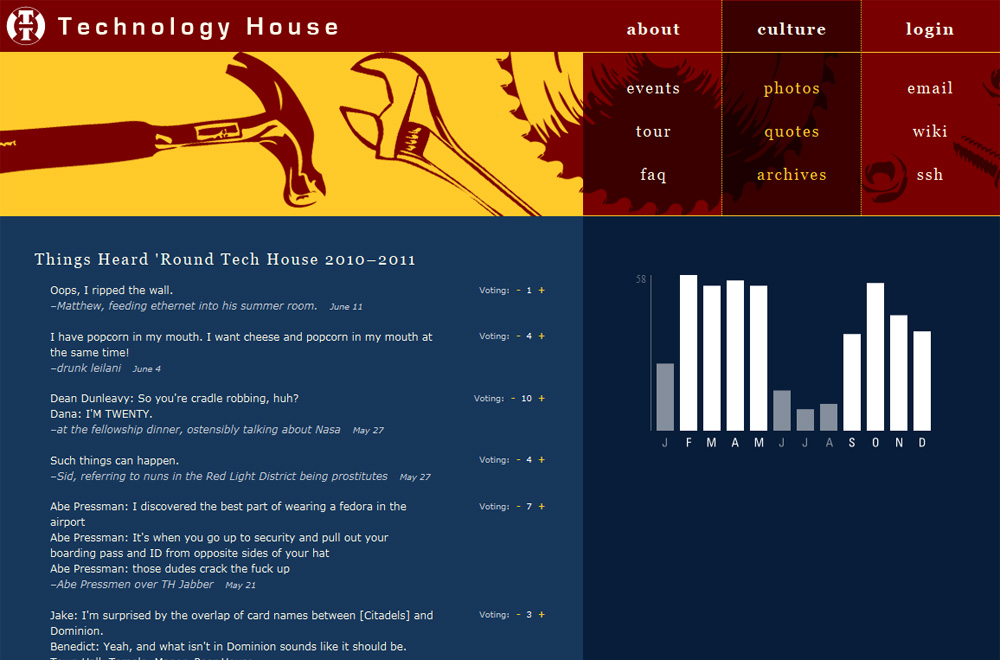 Technology House
about
culture
login
events
photos
email
tour
quotes
wiki
faq
archives
ssh
Things Heard 'Round Tech House 2010–2011
Oops, I ripped the wall.
Voting: - 1 +
–Matthew, feeding ethernet into his summer room. June 11
I have popcorn in my mouth. I want cheese and popcorn in my mouth at
Voting: - 4 +
the same time!
–drunk leilani June 4
Dean Dunleavy: So you're cradle robbing, huh?
Voting: - 10 +
Dana: I'M TWENTY.
–at the fellowship dinner, ostensibly talking about Nasa May 27
Such things can happen.
Voting: - 4 +
–Sid, referring to nuns in the Red Light District being prostitutes May 27
Abe Pressman: I discovered the best part of wearing a fedora in the
Voting: - 7 +
airport
Abe Pressman: It's when you go up to security and pull out your
boarding pass and ID from opposite sides of your hat
Abe Pressman: those dudes crack the fuck up
–Abe Pressmen over TH Jabber May 21
Jake: I'm surprised by the overlap of card names between [Citadels] and
Voting: - 3 +
Dominion.
Benedict: Yeah, and what isn't in Dominion sounds like it should be.
58
J F M A M J J A S O N D